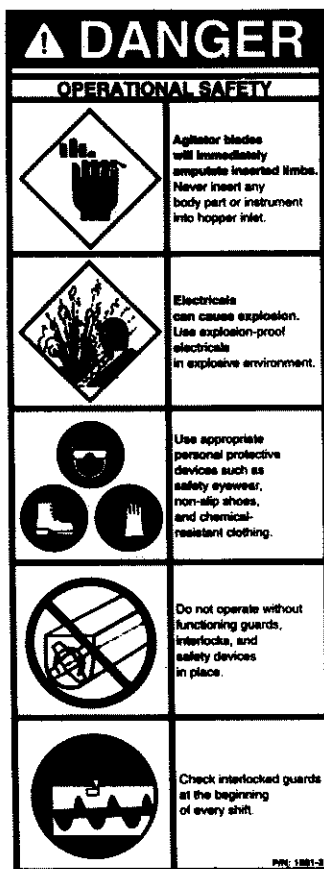 DANGER
OPERATIONAL SAFETY
Agitator blades
will immediately
amputate inserted limbs.
Never insert any
body part or instrument
into hopper inlet.
Electricals
can cause explosion.
Use explosion-proof
electricals
in explosive environment.
Use appropriate
personal protective
devices such as
safety eyewear,
non-slip shoes,
and chemical-
resistant clothing.
Do not operate without
functioning guards,
interlocks, and
safety devices
in place.
Check interlocked guards
at the beginning
of every shift.
P/N: